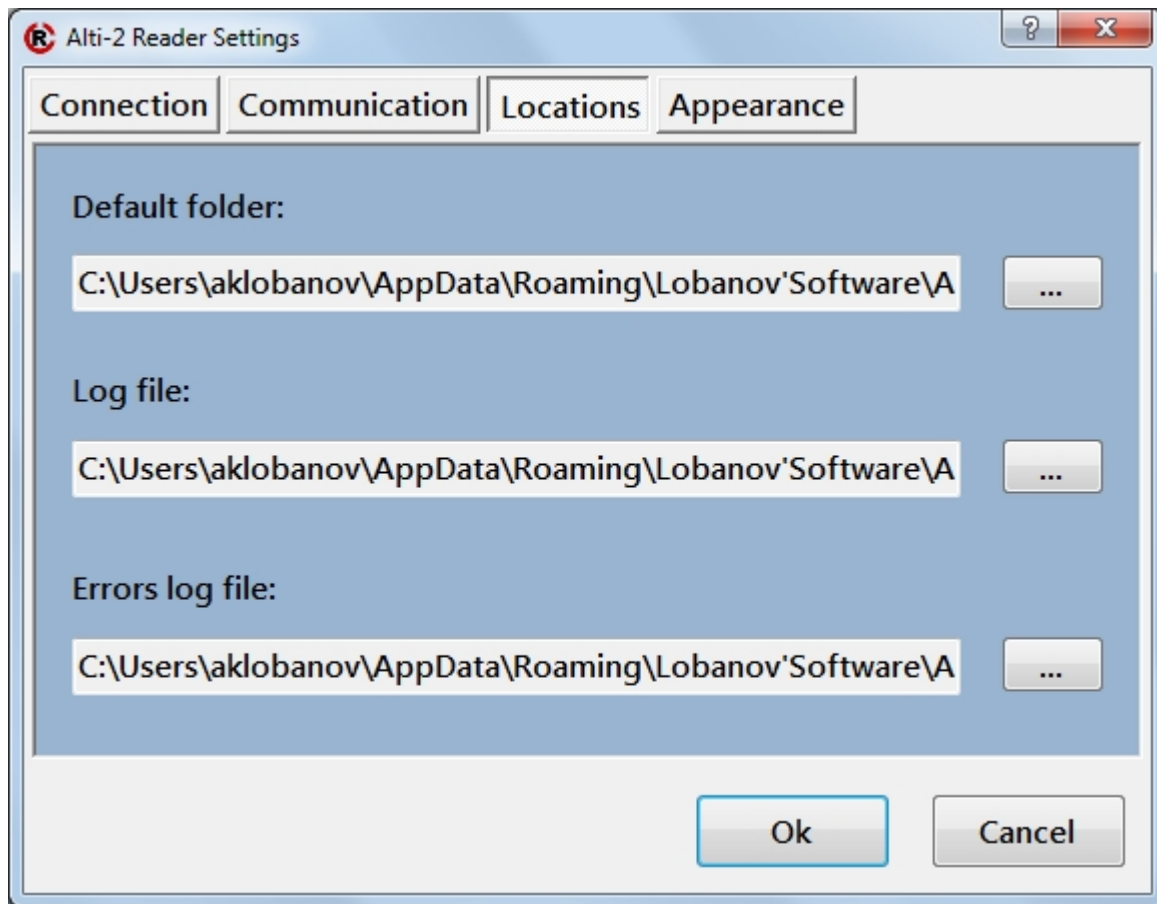 Alti-2 Reader Settings
Connection Communication Locations Appearance
Default folder:
C:\Users\aklobanov\AppData\Roaming\Lobanov'Software\A
...
Log file:
C:\Users\aklobanov\AppData\Roaming\Lobanov'Software\A
...
Errors log file:
C:\Users\aklobanov\AppData\Roaming\Lobanov'Software\A
...
Ok Cancel